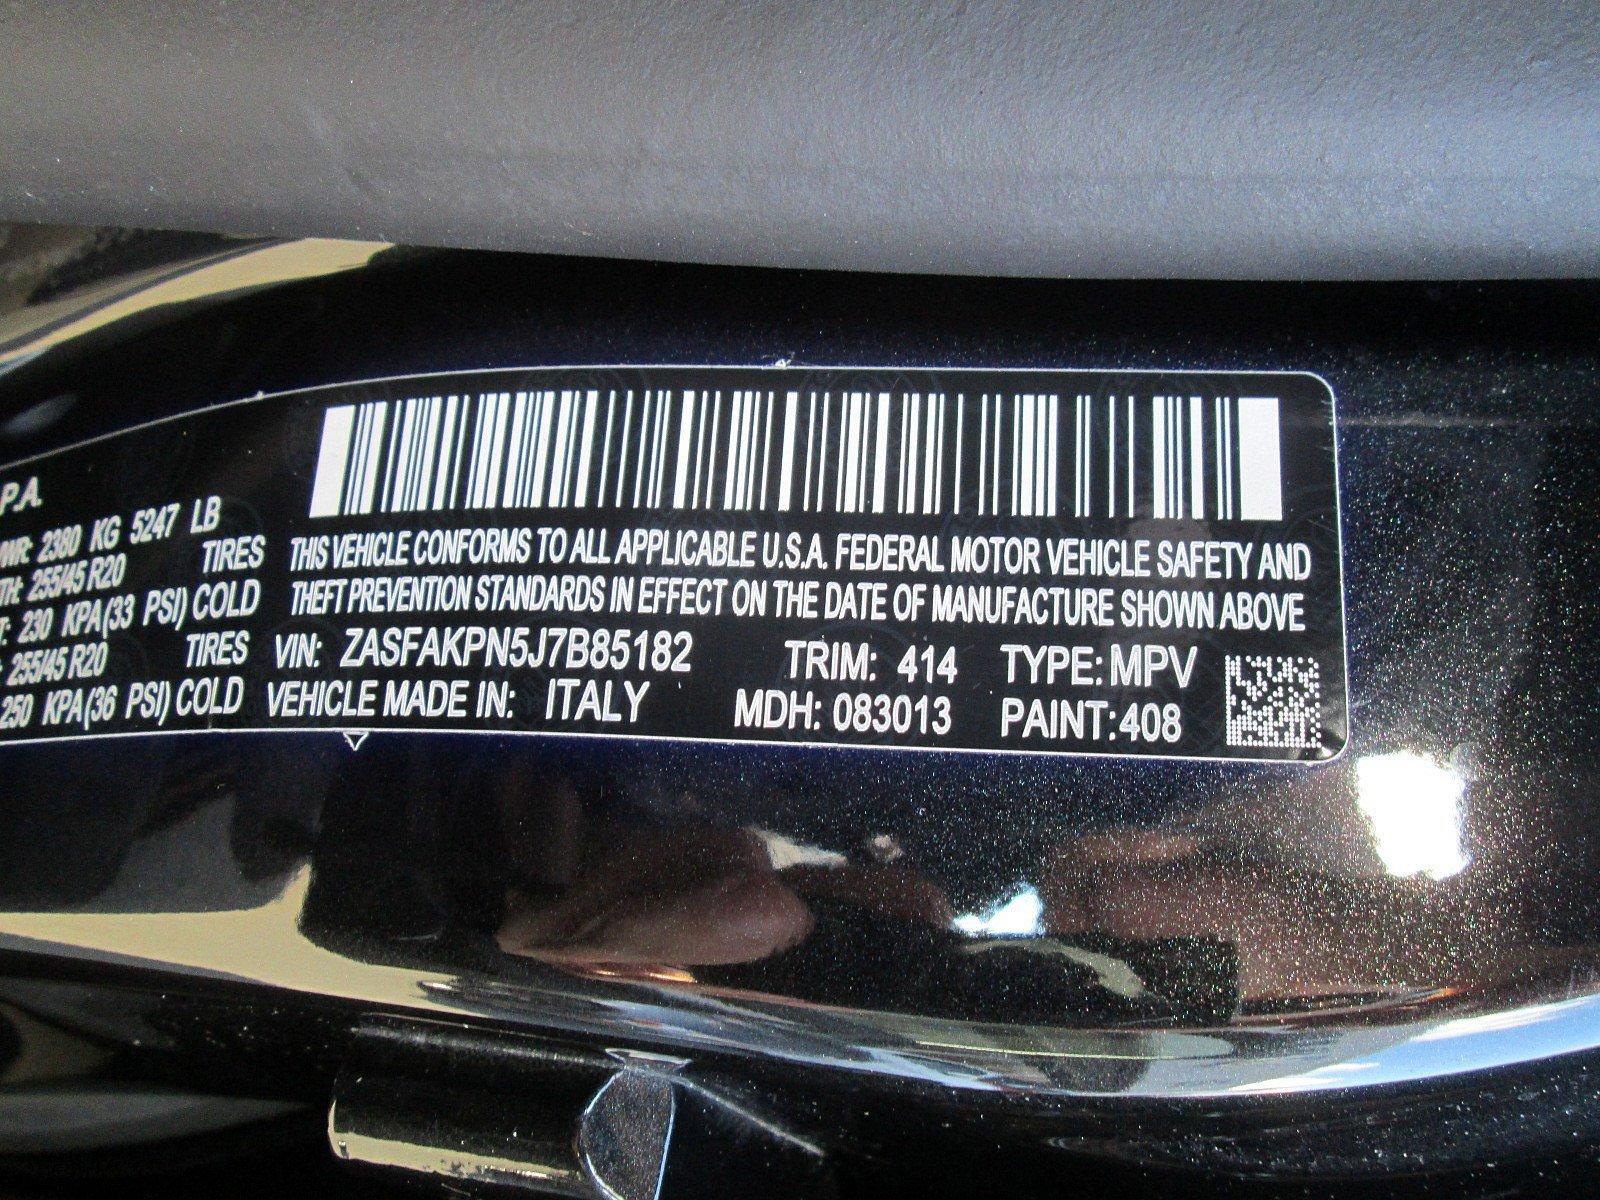 P.A.
WR: 2380 KG 5247 LB
TH: 255/45 R20 TIRES
T: 230 KPA(33 PSI) COLD
: 255/45 R20 TIRES
250 KPA(36 PSI) COLD
THIS VEHICLE CONFORMS TO ALL APPLICABLE U.S.A. FEDERAL MOTOR VEHICLE SAFETY AND
THEFT PREVENTION STANDARDS IN EFFECT ON THE DATE OF MANUFACTURE SHOWN ABOVE
VIN: ZASFAKPN5J7B85182 TRIM: 414 TYPE: MPV
VEHICLE MADE IN: ITALY MDH: 083013 PAINT: 408